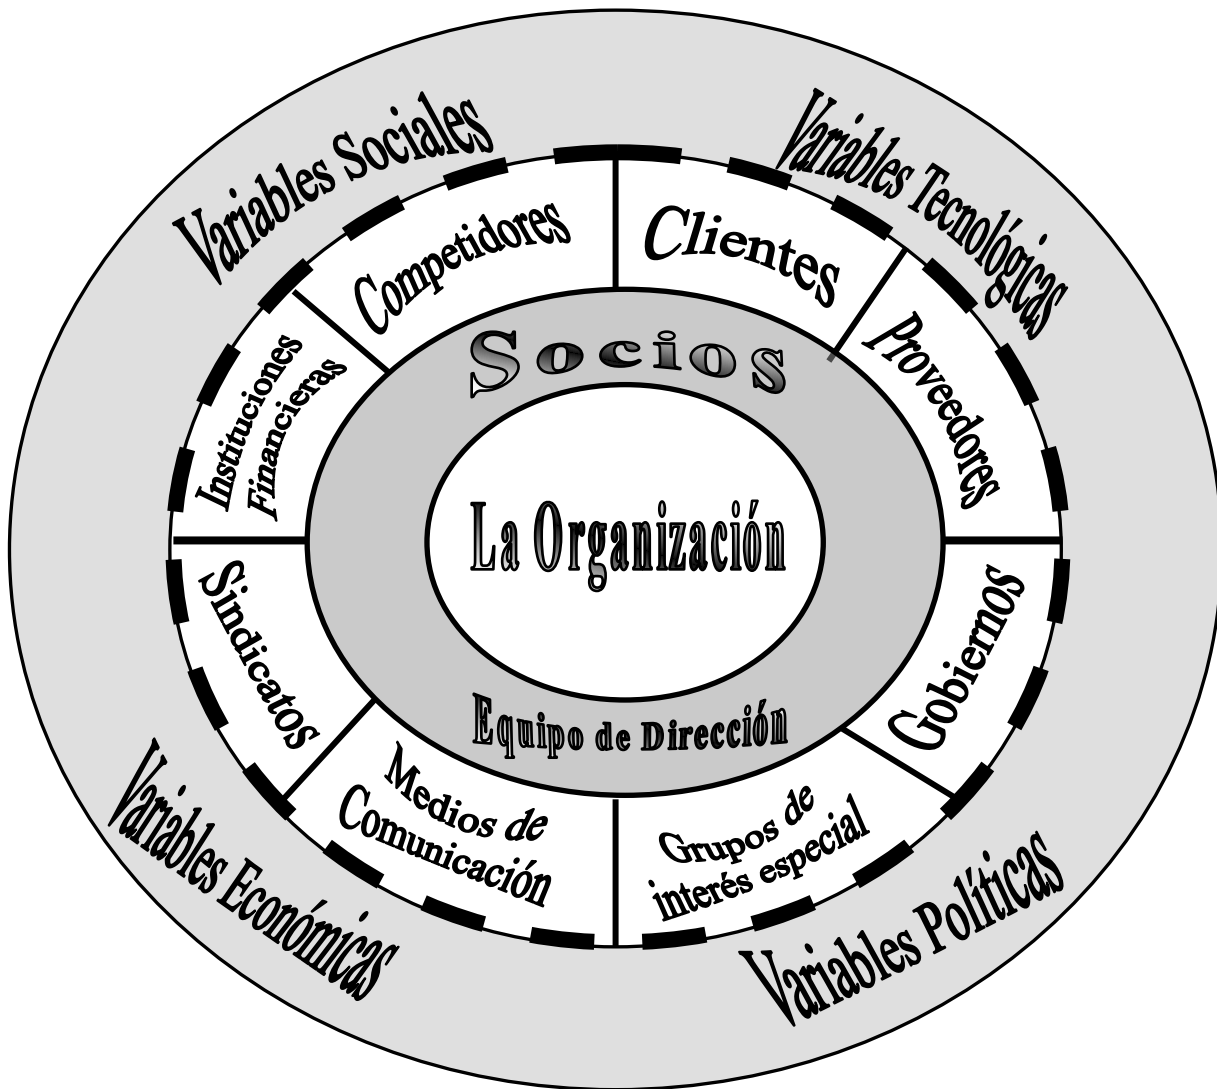 Variables Sociales
Variables Tecnológicas
Competidores
Clientes
Instituciones
Financieras
Socios
Proveedores
La Organización
Sindicatos
Gobiernos
Equipo de Dirección
Medios de
Comunicación
Grupos de
interés especial
Variables Económicas
Variables Políticas